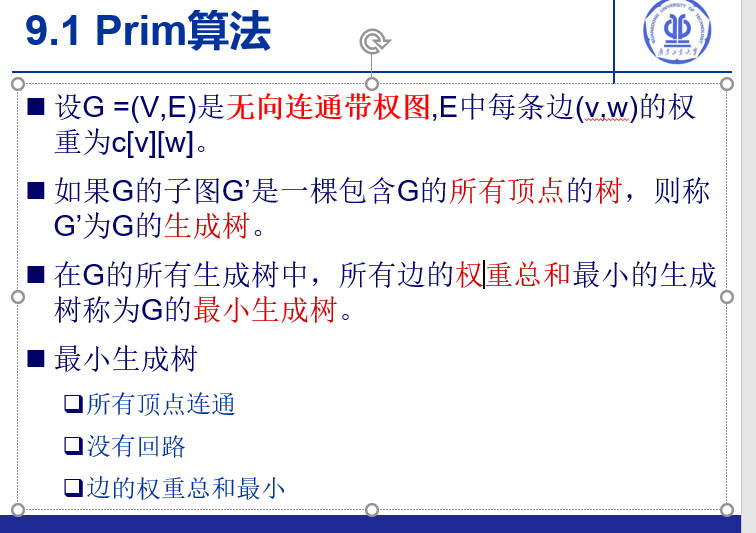 9.1 Prim算法
设G =(V,E)是无向连通带权图,E中每条边(v,w)的权
重为c[v][w]。
如果G的子图G’是一棵包含G的所有顶点的树，则称
G’为G的生成树。
在G的所有生成树中，所有边的权重总和最小的生成
树称为G的最小生成树。
最小生成树
所有顶点连通
没有回路
边的权重总和最小